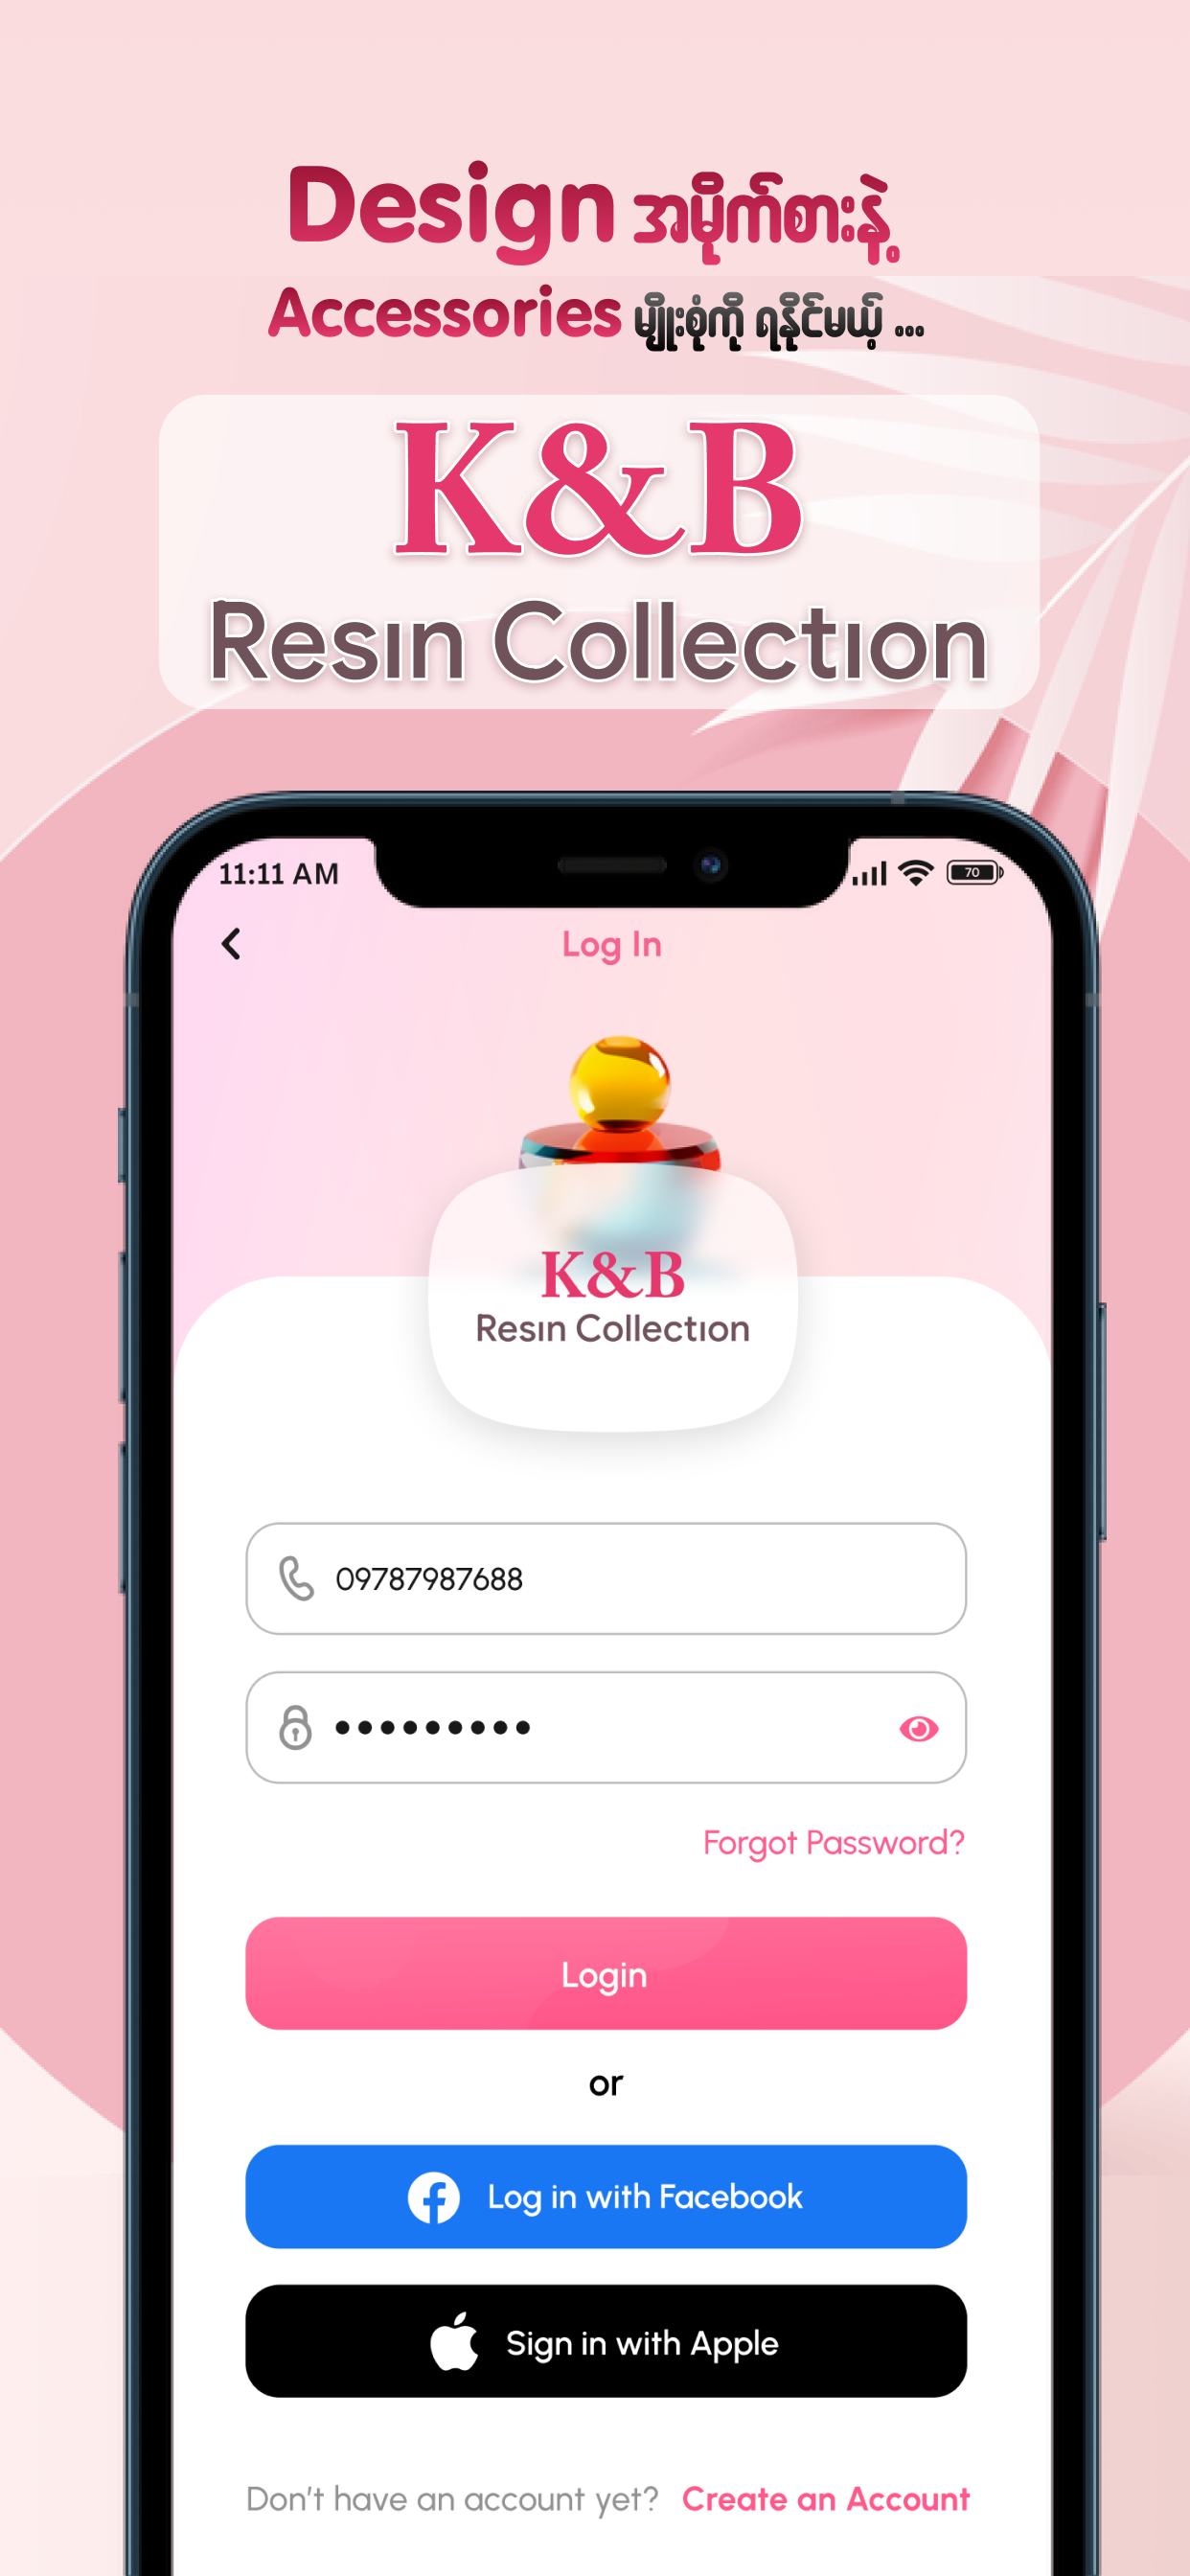 Design အမိုက်စားနဲ့
Accessories မျိုးစုံကို ရနိုင်မယ့် ...
K&B
Resin Collection
11:11 AM
70
Log In
K&B
Resin Collection
09787987688
•••••••••
Forgot Password?
Login
or
Log in with Facebook
Sign in with Apple
Don't have an account yet? Create an Account